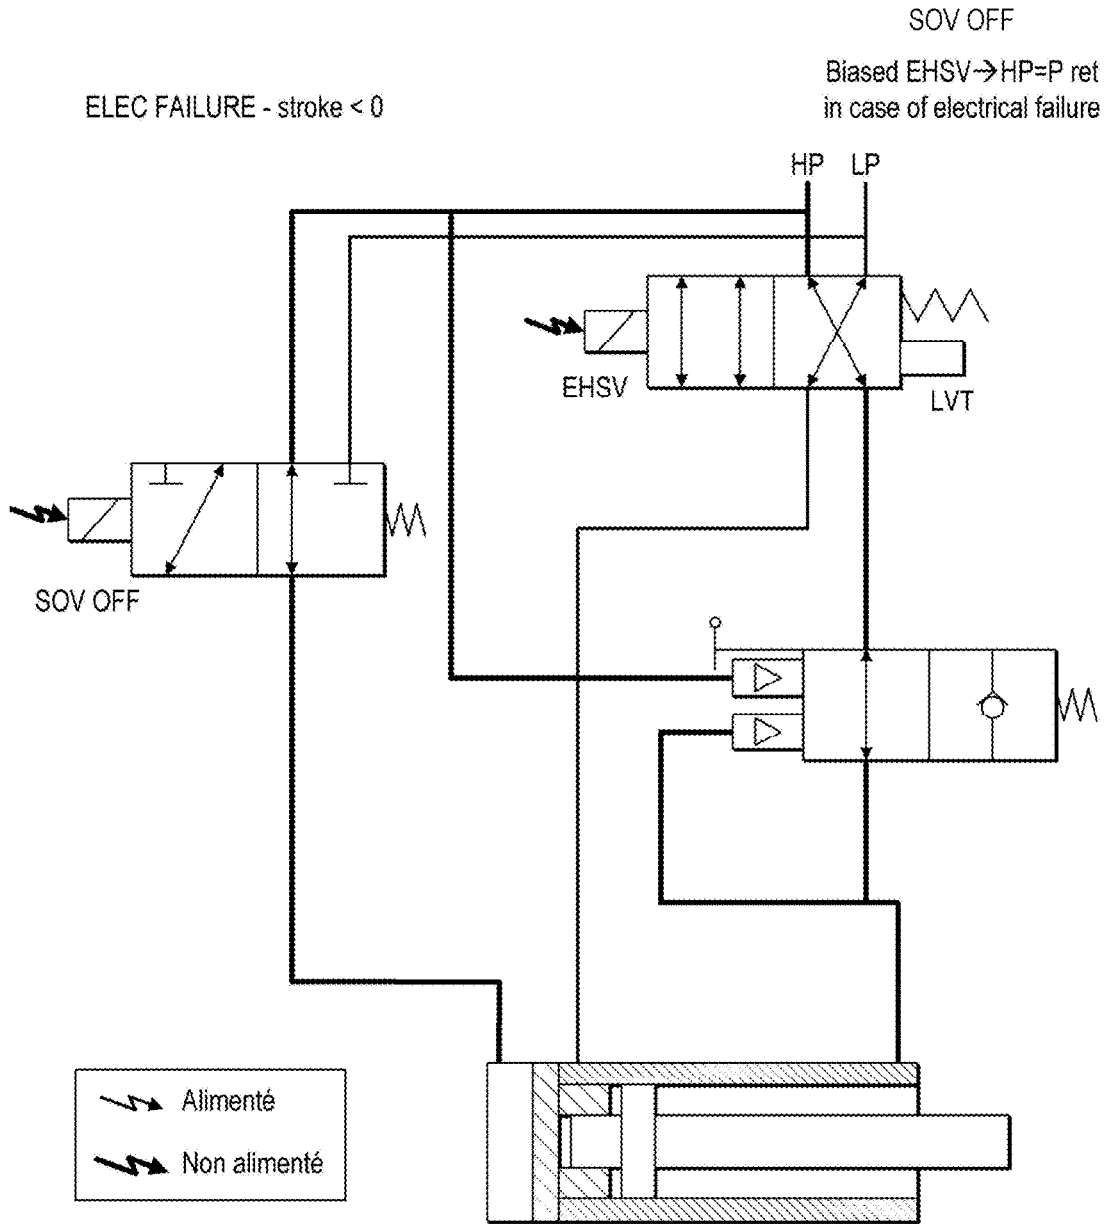 SOV OFF
Biased EHSV→HP=P ret
in case of electrical failure
ELEC FAILURE - stroke < 0
HP LP
EHSV
LVT
SOV OFF
Alimenté
Non alimenté